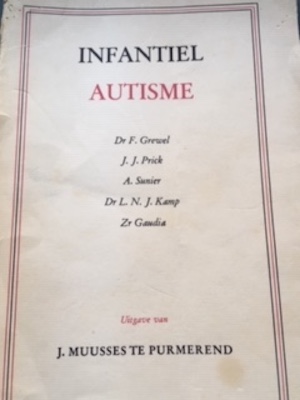 INFANTIEL
AUTISME
Dr F. Grewel
J. J. Prick
A. Sunier
Dr L. N. J. Kamp
Zr Gaudia
Uitgave van
J. MUUSSES TE PURMEREND